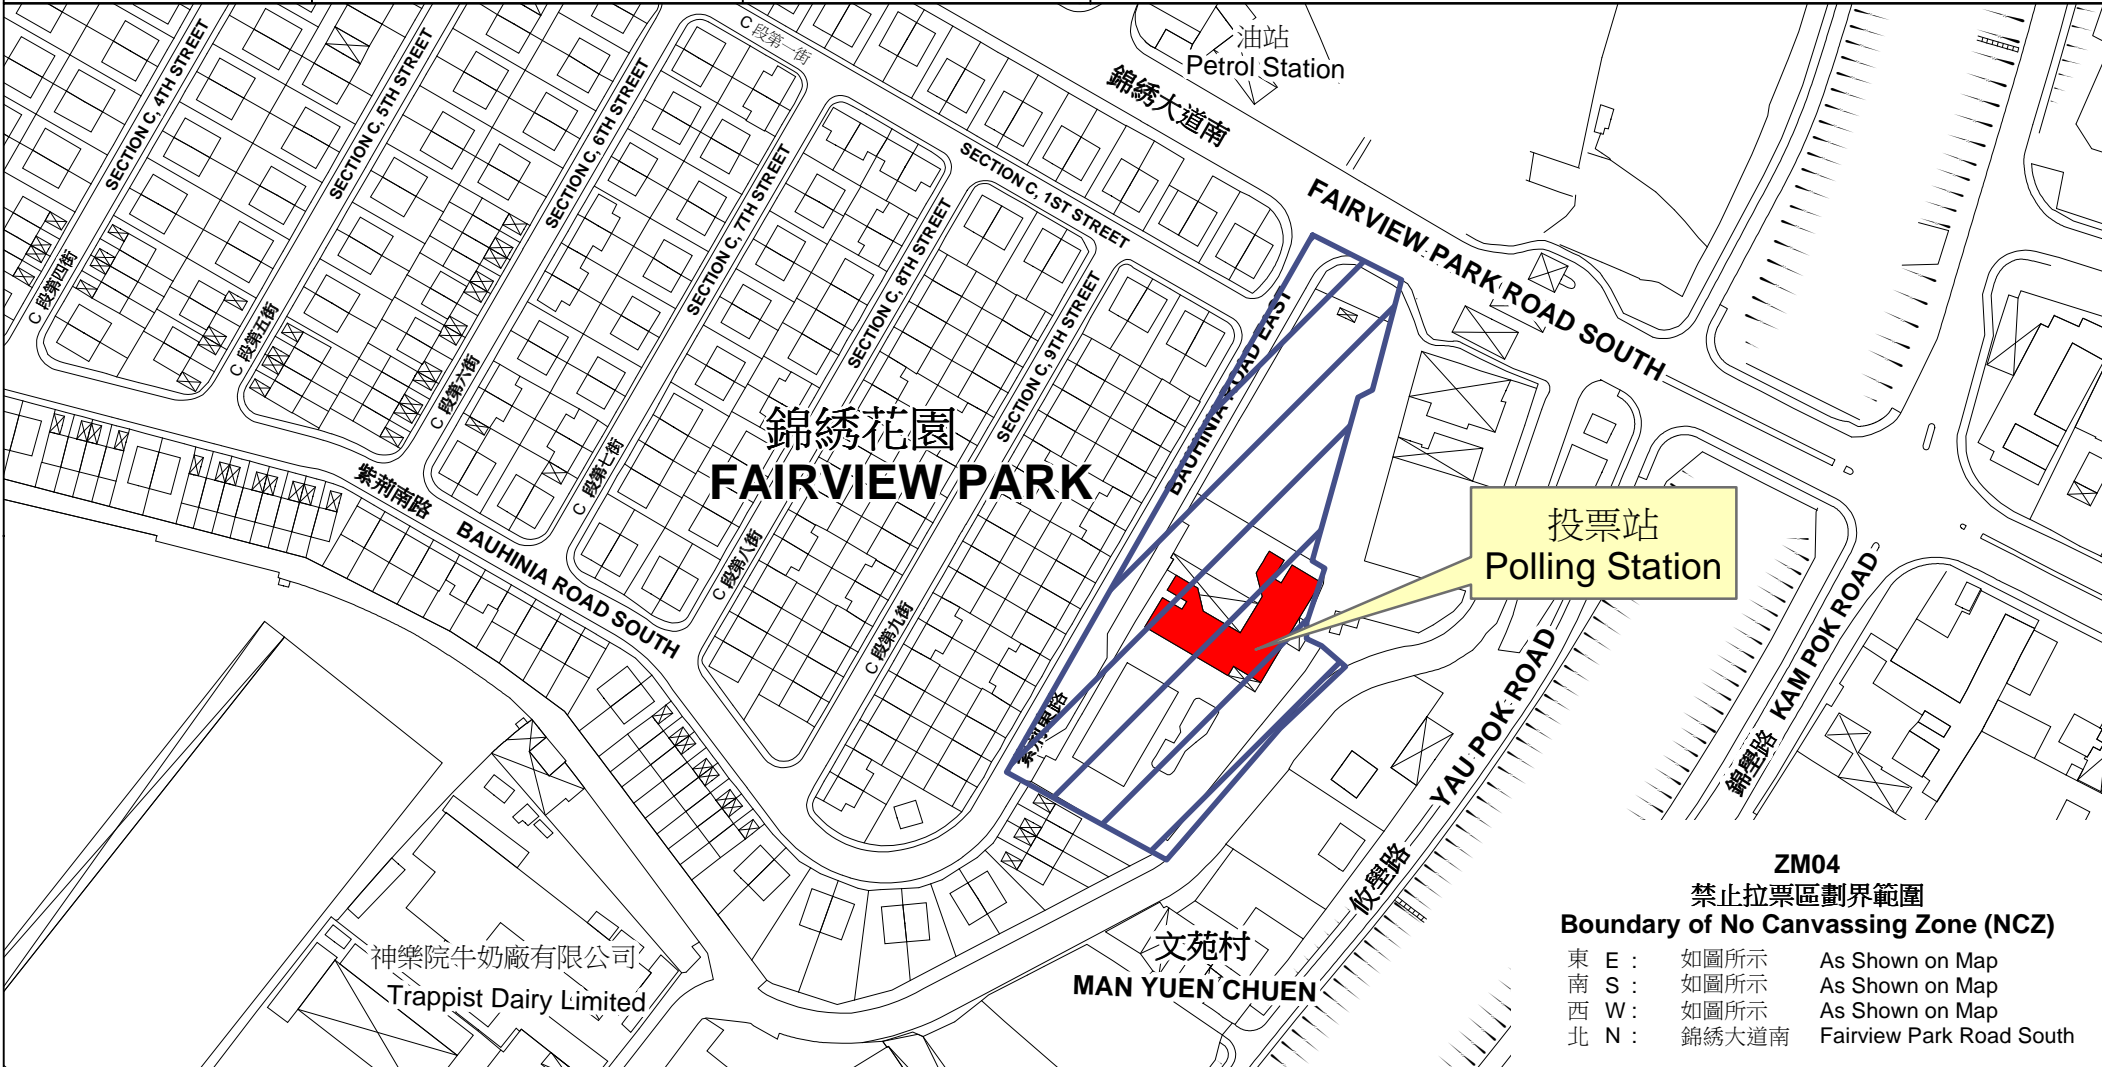 油站
Petrol Station
C 段第一街
錦綉大道南
FAIRVIEW PARK ROAD SOUTH
SECTION C, 4TH STREET
SECTION C, 5TH STREET
SECTION C, 6TH STREET
SECTION C, 7TH STREET
SECTION C, 8TH STREET
SECTION C, 9TH STREET
SECTION C, 1ST STREET
C 段第四街
C 段第五街
C 段第六街
C 段第七街
C 段第八街
C 段第九街
錦綉花園
FAIRVIEW PARK
BAUHINIA ROAD EAST
紫荊東路
紫荊南路
BAUHINIA ROAD SOUTH
投票站
Polling Station
YAU POK ROAD
攸壆路
KAM POK ROAD
錦壆路
文苑村
MAN YUEN CHUEN
神樂院牛奶廠有限公司
Trappist Dairy Limited
ZM04
禁止拉票區劃界範圍
Boundary of No Canvassing Zone (NCZ)
東 E : 如圖所示 As Shown on Map
南 S : 如圖所示 As Shown on Map
西 W : 如圖所示 As Shown on Map
北 N : 錦綉大道南 Fairview Park Road South